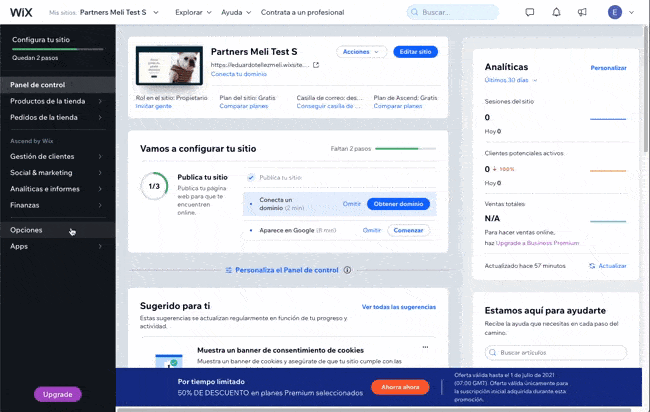 WiX
Mis sitios
Partners Meli Test S
Explorar
Ayuda
Contrata a un profesional
Buscar...
E
Configura tu sitio
Quedan 2 pasos
Panel de control
Productos de la tienda
Pedidos de la tienda
Ascend by Wix
Gestión de clientes
Social & marketing
Analíticas e informes
Finanzas
Opciones
Apps
Upgrade
Partners Meli Test S
Acciones
Editar sitio
https://eduardotellezmeli.wixsite....
Conecta tu dominio
Rol en el sitio: Propietario
Invitar gente
Plan del sitio: Gratis
Comparar planes
Casilla de correo: des...
Conseguir casilla de ...
Plan de Ascend: Gratis
Comparar planes
Vamos a configurar tu sitio
Faltan 2 pasos
1/3
Publica tu sitio
Publica tu página
web para que te
encuentren
online.
Publica tu sitio
Conecta un
dominio (2 min)
Omitir
Obtener dominio
Aparece en Google (8 min)
Omitir
Comenzar
Personaliza el Panel de control
Sugerido para ti
Ver todas las sugerencias
Estas sugerencias se actualizan regularmente en función de tu progreso y
actividad.
Muestra un banner de consentimiento de cookies
Muestra un banner de cookies y asegúrate de que tu sitio cumple con las
Analíticas
Personalizar
Últimos 30 días
Sesiones del sitio
0
Hoy 0
Clientes potenciales activos
0 100%
Hoy 0
Ventas totales
N/A
Para hacer ventas online,
haz Upgrade a Business Premium
Actualizado hace 57 minutos
Actualizar
Estamos aquí para ayudarte
Recibe la ayuda que necesitas en cada paso del
camino.
Buscar artículos
Por tiempo limitado
50% DE DESCUENTO en planes Premium seleccionados
Ahorra ahora
Oferta válida hasta el 1 de julio de 2021
(07:00 GMT). Oferta válida únicamente para
la suscripción inicial adquirida durante esta
promoción.